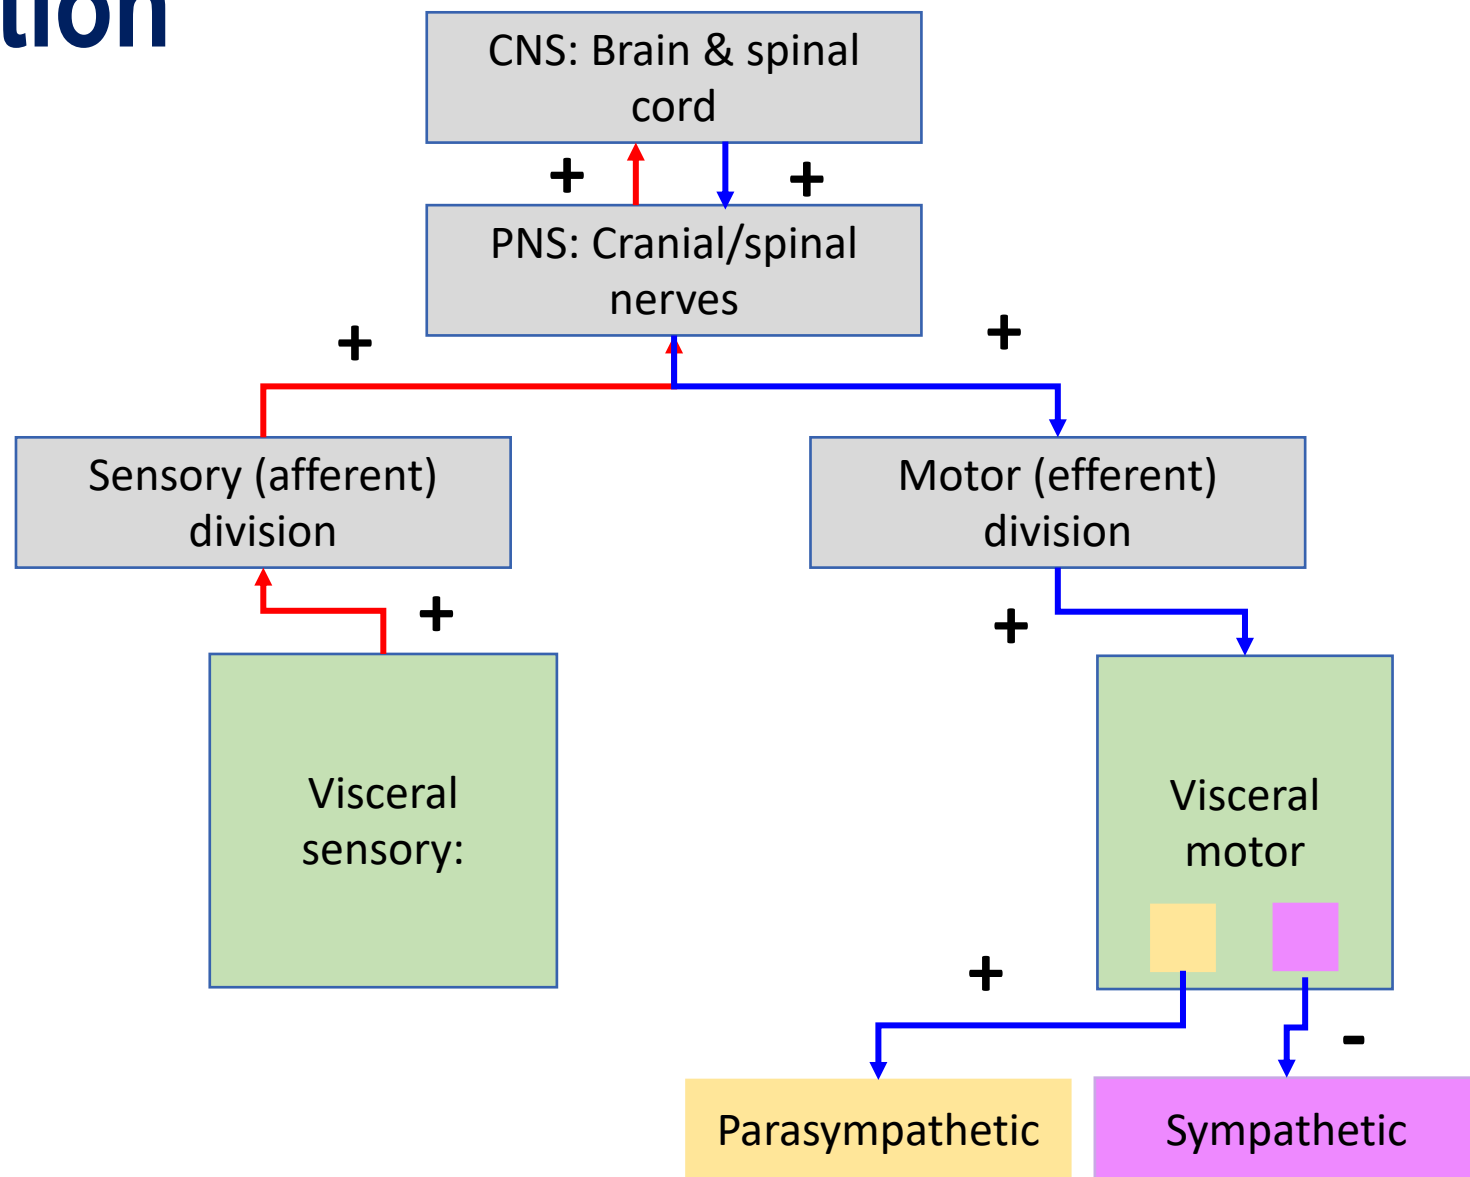 tion
CNS: Brain & spinal
cord
+ +
PNS: Cranial/spinal
nerves
+ +
Sensory (afferent)
division
Motor (efferent)
division
+ +
Visceral
sensory:
Visceral
motor
+
-
Parasympathetic
Sympathetic